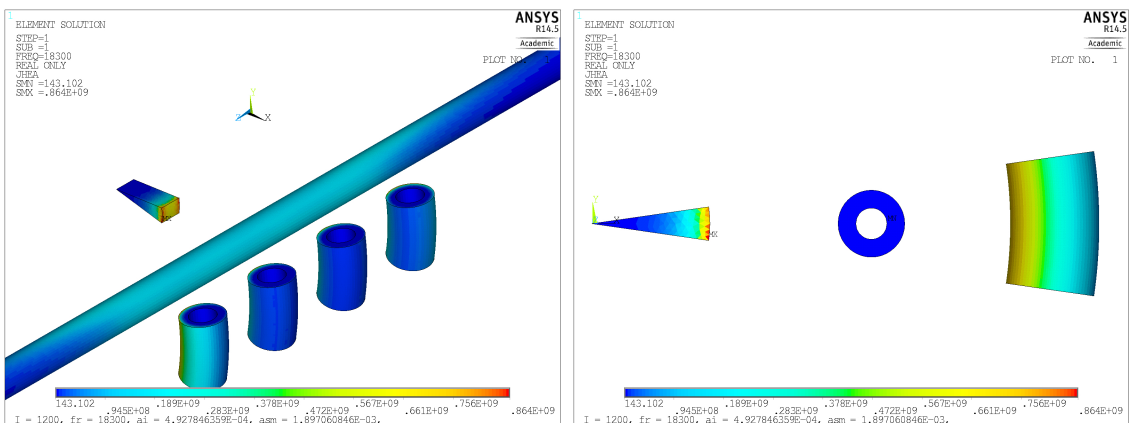 1
ELEMENT SOLUTION
STEP=1
SUB =1
FREQ=18300
REAL ONLY
JHEA
SMN =143.102
SMX =.864E+09
ANSYS
R14.5
Academic
PLOT NO. 1
Y
Z X
MX
143.102 .189E+09 .378E+09 .567E+09 .756E+09
.945E+08 .283E+09 .472E+09 .661E+09 .864E+09
I = 1200, fr = 18300, ai = 4.927846359E-04, asm = 1.897060846E-03,
1
ELEMENT SOLUTION
STEP=1
SUB =1
FREQ=18300
REAL ONLY
JHEA
SMN =143.102
SMX =.864E+09
ANSYS
R14.5
Academic
PLOT NO. 1
Y
X
MX
143.102 .189E+09 .378E+09 .567E+09 .756E+09
.945E+08 .283E+09 .472E+09 .661E+09 .864E+09
I = 1200, fr = 18300, ai = 4.927846359E-04, asm = 1.897060846E-03,